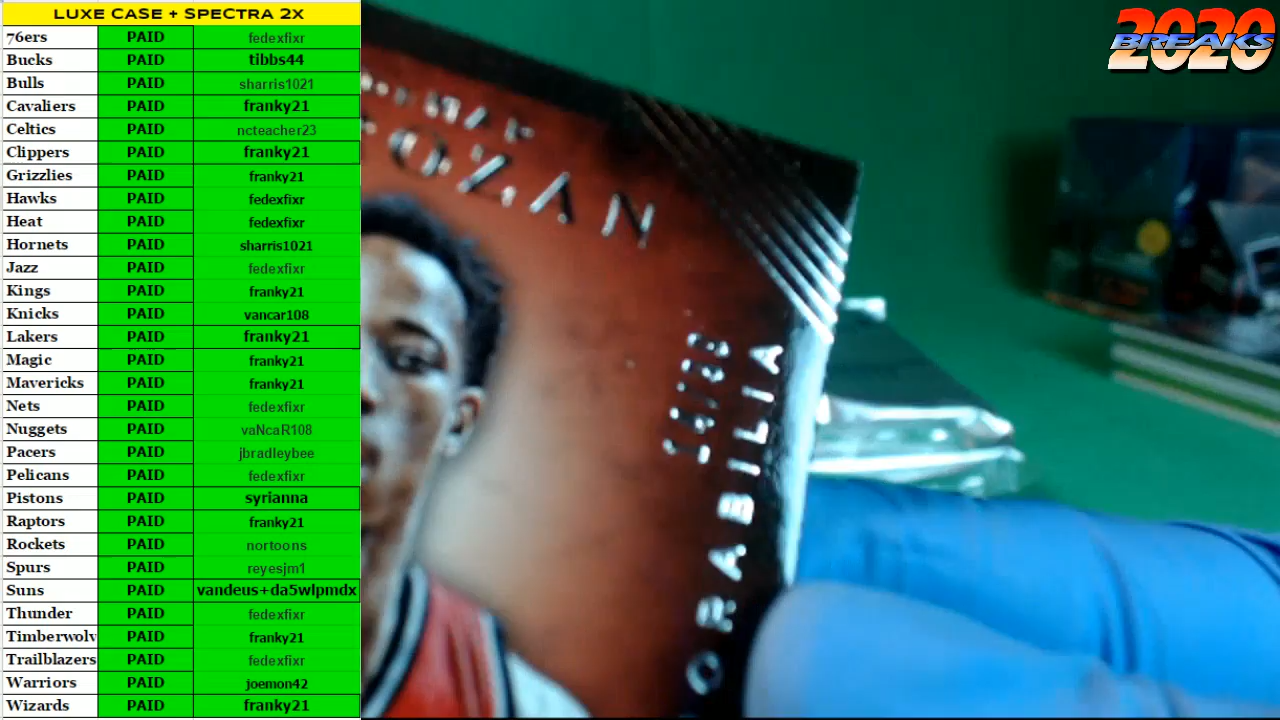 LUXE CASE + SPECTRA 2X
76ers PAID fedexfixr
Bucks PAID tibbs44
Bulls PAID sharris1021
Cavaliers PAID franky21
Celtics PAID ncteacher23
Clippers PAID franky21
Grizzlies PAID franky21
Hawks PAID fedexfixr
Heat PAID fedexfixr
Hornets PAID sharris1021
Jazz PAID fedexfixr
Kings PAID franky21
Knicks PAID vancar108
Lakers PAID franky21
Magic PAID franky21
Mavericks PAID franky21
Nets PAID fedexfixr
Nuggets PAID vaNcaR108
Pacers PAID jbradleybee
Pelicans PAID fedexfixr
Pistons PAID syrianna
Raptors PAID franky21
Rockets PAID nortoons
Spurs PAID reyesjm1
Suns PAID vandeus+da5wlpmdx
Thunder PAID fedexfixr
Timberwolv PAID franky21
Trailblazers PAID fedexfixr
Warriors PAID joemon42
Wizards PAID franky21
2020
BREAKS
OZAN
ORABILIA